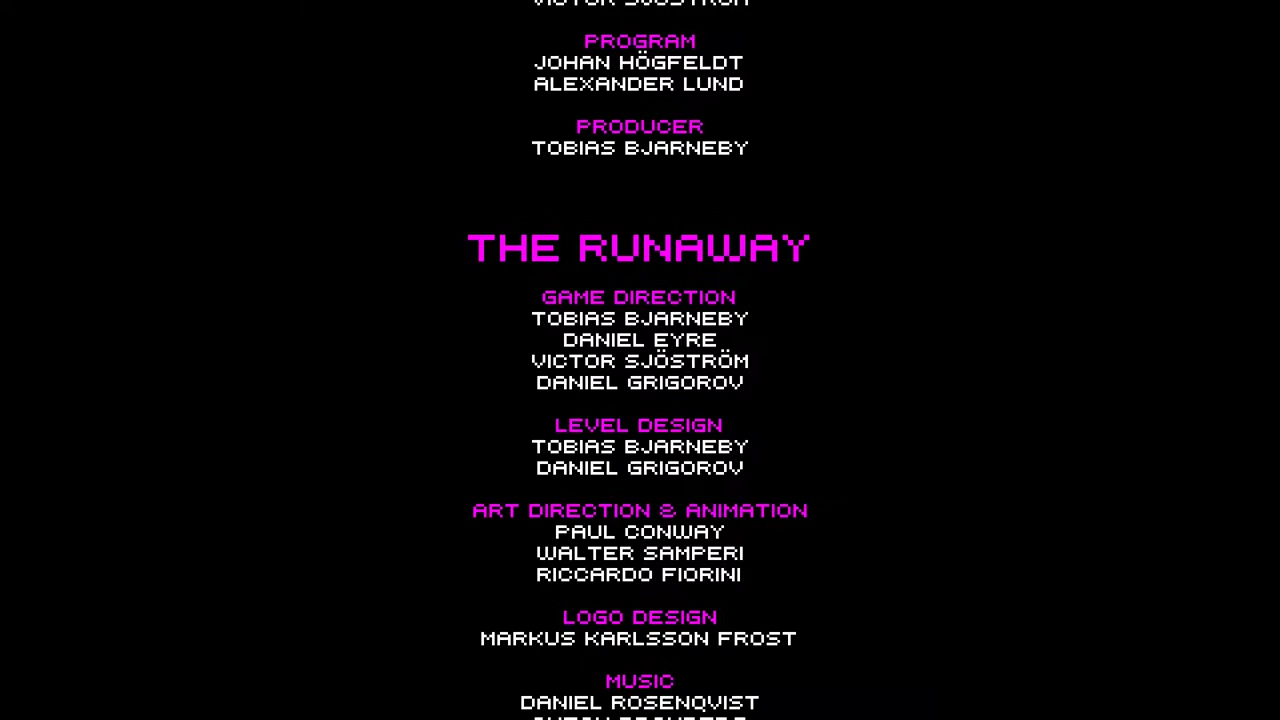 VICTOR SJÖSTRÖM
PROGRAM
JOHAN HÖGFELDT
ALEXANDER LUND
PRODUCER
TOBIAS BJARNEBY
THE RUNAWAY
GAME DIRECTION
TOBIAS BJARNEBY
DANIEL EYRE
VICTOR SJÖSTRÖM
DANIEL GRIGOROV
LEVEL DESIGN
TOBIAS BJARNEBY
DANIEL GRIGOROV
ART DIRECTION & ANIMATION
PAUL CONWAY
WALTER SAMPERI
RICCARDO FIORINI
LOGO DESIGN
MARKUS KARLSSON FROST
MUSIC
DANIEL ROSENQVIST